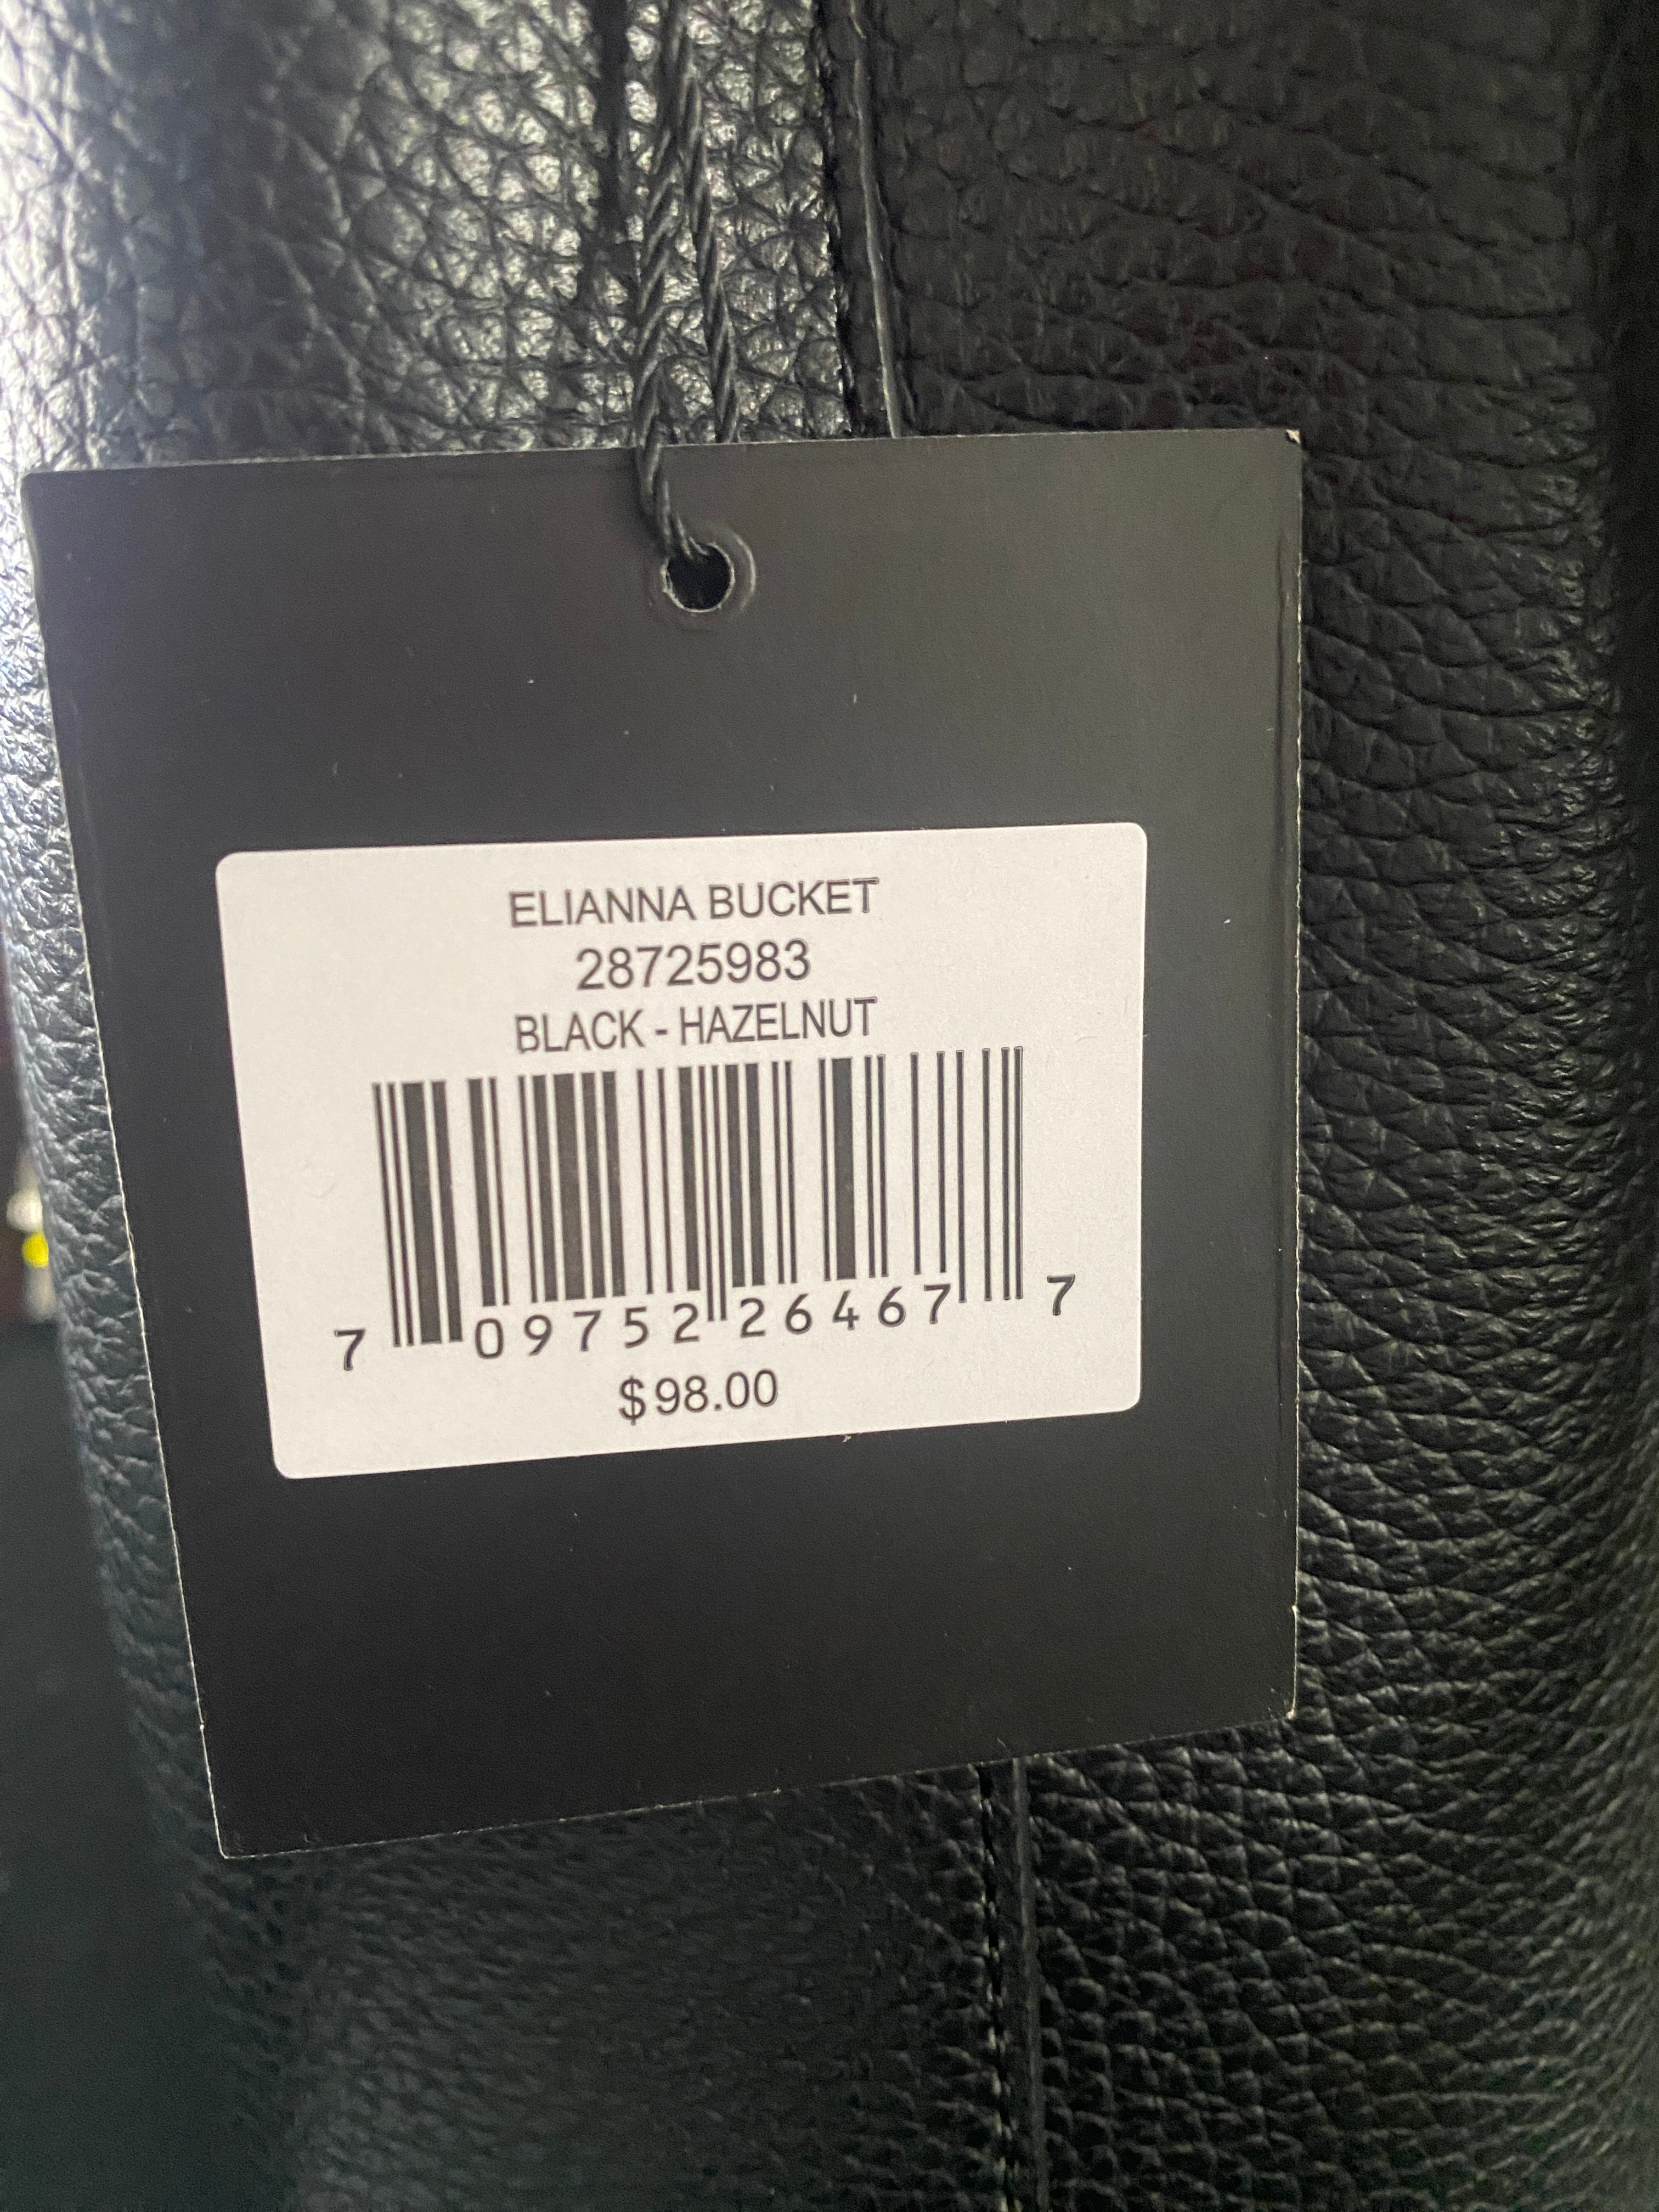 ELIANNA BUCKET
28725983
BLACK - HAZELNUT
7 09752 26467 7
$98.00